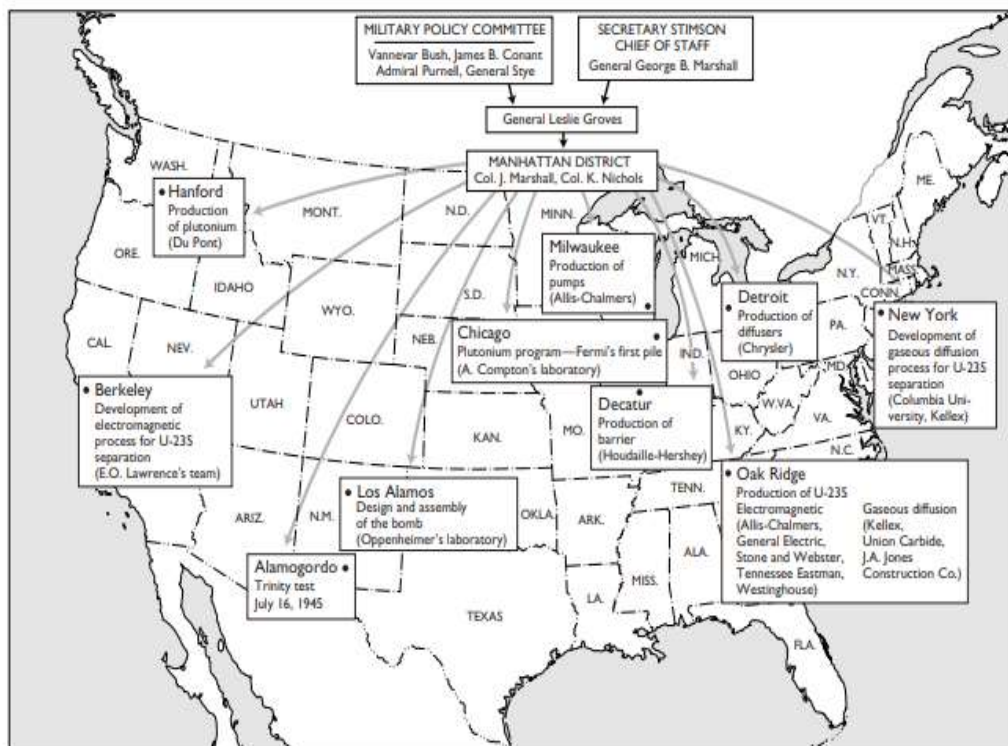 MILITARY POLICY COMMITTEE
Vannevar Bush, James B. Conant
Admiral Purnell, General Stye
SECRETARY STIMSON
CHIEF OF STAFF
General George B. Marshall
General Leslie Groves
MANHATTAN DISTRICT
Col. J. Marshall, Col. K. Nichols
WASH.
Hanford
Production
of plutonium
(Du Pont)
MONT.
N.D.
MINN.
ME.
VT.
N.H.
MASS.
CONN.
N.Y.
MICH.
ORE.
IDAHO
WYO.
S.D.
Milwaukee
Production of
pumps
(Allis-Chalmers)
Detroit
Production of
diffusers
(Chrysler)
PA.
New York
Development of
gaseous diffusion
process for U-235
separation
(Columbia Uni-
versity, Kellex)
CAL.
NEV.
NEB.
Chicago
Plutonium program—Fermi's first pile
(A. Compton's laboratory)
IND.
OHIO
MD.
W.VA.
VA.
KY.
N.C.
Berkeley
Development of
electromagnetic
process for U-235
separation
(E.O. Lawrence's team)
UTAH
COLO.
KAN.
MO.
Decatur
Production of
barrier
(Houdaille-Hershey)
Los Alamos
Design and assembly
of the bomb
(Oppenheimer's laboratory)
ARIZ.
N.M.
OKLA.
ARK.
TENN.
Oak Ridge
Production of U-235
Electromagnetic
(Allis-Chalmers,
General Electric,
Stone and Webster,
Tennessee Eastman,
Westinghouse)
Gaseous diffusion
(Kellex,
Union Carbide,
J.A. Jones
Construction Co.)
Alamogordo
Trinity test
July 16, 1945
TEXAS
LA.
MISS.
ALA.
FLA.